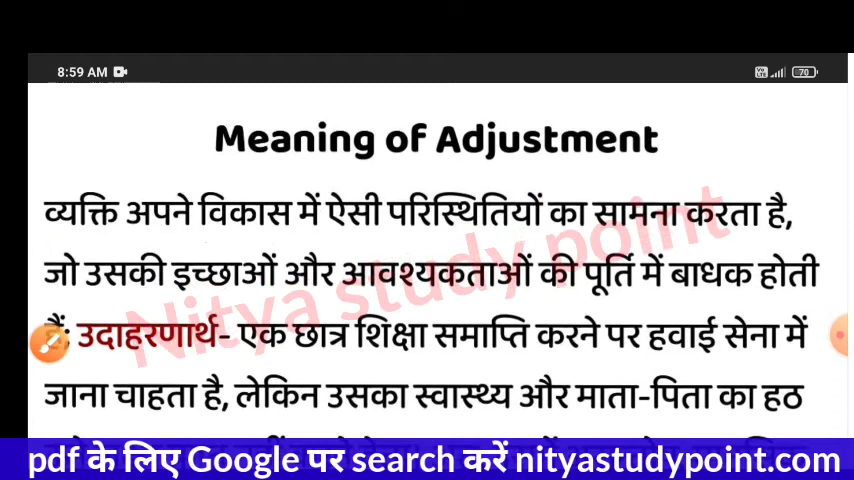 8:59 AM
70
Meaning of Adjustment
व्यक्ति अपने विकास में ऐसी परिस्थितियों का सामना करता है,
जो उसकी इच्छाओं और आवश्यकताओं की पूर्ति में बाधक होती
हैं; उदाहरणार्थ- एक छात्र शिक्षा समाप्ति करने पर हवाई सेना में
जाना चाहता है, लेकिन उसका स्वास्थ्य और माता-पिता का हठ
Nitya study point
pdf के लिए Google पर search करें nityastudypoint.com